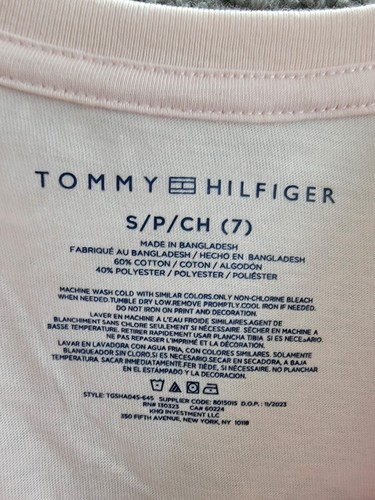 TOMMY HILFIGER
S/P/CH (7)
MADE IN BANGLADESH
FABRIQUÉ AU BANGLADESH / HECHO EN BANGLADESH
60% COTTON / COTON / ALGODÓN
40% POLYESTER / POLYESTER / POLIÉSTER
MACHINE WASH COLD WITH SIMILAR COLORS.ONLY NON-CHLORINE BLEACH
WHEN NEEDED.TUMBLE DRY LOW.REMOVE PROMPTLY.COOL IRON IF NEEDED.
DO NOT IRON ON PRINT AND DECORATION.
LAVER EN MACHINE A L'EAU FROIDE SIMILAIRES.AGENT DE
BLANCHIMENT SANS CHLORE SEULEMENT SI NÉCESSAIRE. SÉCHER EN MACHINE A
BASSE TEMPERATURE. RETIRER RAPIDEMENT USAR PLANCHA TIBIA SI ES NECESARIO.
NE PAS REPASSER L'IMPRIMÉ ET LA DÉCORATION.
LAVAR EN LAVADORA CON AGUA FRIA, CON COLORES SIMILARES. SOLAMENTE
BLANQUEADOR SIN CLORO,SI ES NECESARIO.SECAR EN SECADORA, A BAJA
TEMPERATURA SACAR INMEDIATAMENTE.FER TIÈDE, SI NÉCESSAIRE. NO PLANCHAR
EN EL ESTAMPADO Y LA DECORACION.
STYLE: TGSHA04S-645 SUPPLIER CODE: 8015015 D.O.P.: 11/2023
RN# 130323 CA# 60224
KHQ INVESTMENT LLC
350 FIFTH AVENUE, NEW YORK, NY 10118